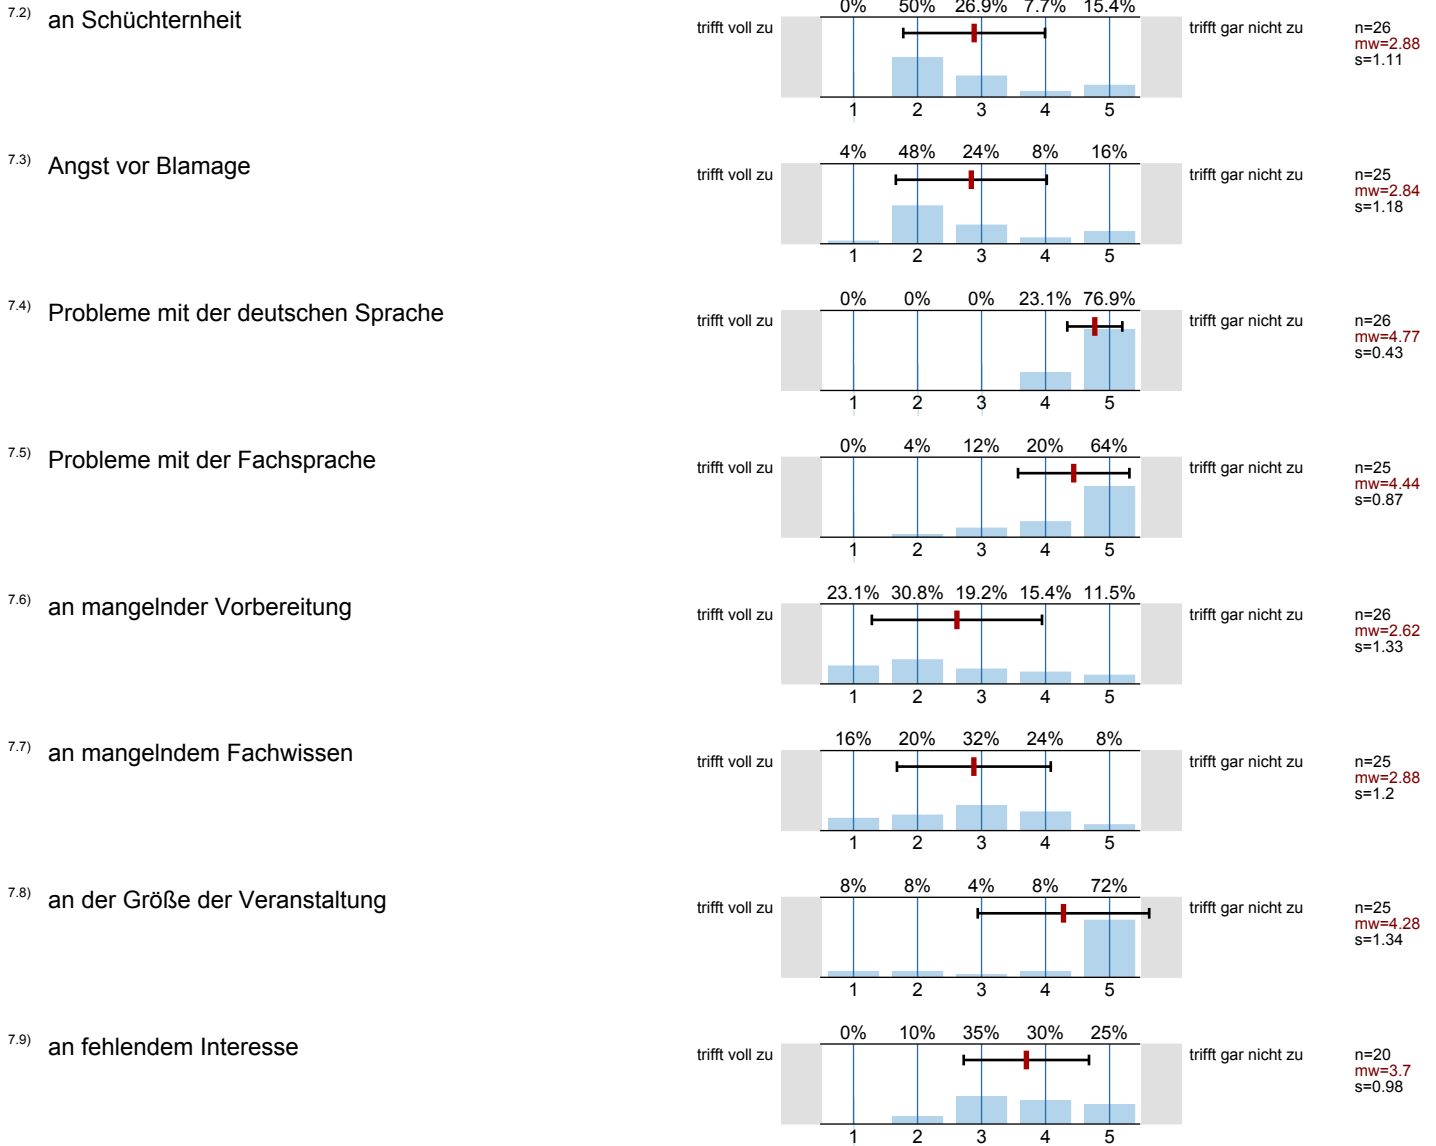 0% 50% 26.9% 7.7% 15.4%
7.2) an Schüchternheit
trifft voll zu trifft gar nicht zu
n=26
mw=2.88
s=1.11
1 2 3 4 5
4% 48% 24% 8% 16%
7.3) Angst vor Blamage
trifft voll zu trifft gar nicht zu
n=25
mw=2.84
s=1.18
1 2 3 4 5
0% 0% 0% 23.1% 76.9%
7.4) Probleme mit der deutschen Sprache
trifft voll zu trifft gar nicht zu
n=26
mw=4.77
s=0.43
1 2 3 4 5
0% 4% 12% 20% 64%
7.5) Probleme mit der Fachsprache
trifft voll zu trifft gar nicht zu
n=25
mw=4.44
s=0.87
1 2 3 4 5
23.1% 30.8% 19.2% 15.4% 11.5%
7.6) an mangelnder Vorbereitung
trifft voll zu trifft gar nicht zu
n=26
mw=2.62
s=1.33
1 2 3 4 5
16% 20% 32% 24% 8%
7.7) an mangelndem Fachwissen
trifft voll zu trifft gar nicht zu
n=25
mw=2.88
s=1.2
1 2 3 4 5
8% 8% 4% 8% 72%
7.8) an der Größe der Veranstaltung
trifft voll zu trifft gar nicht zu
n=25
mw=4.28
s=1.34
1 2 3 4 5
0% 10% 35% 30% 25%
7.9) an fehlendem Interesse
trifft voll zu trifft gar nicht zu
n=20
mw=3.7
s=0.98
1 2 3 4 5